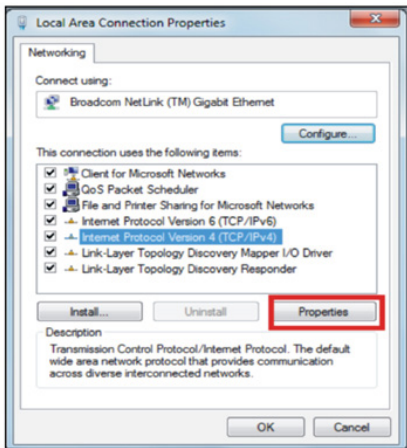 Local Area Connection Properties
Networking
Connect using:
Broadcom NetLink (TM) Gigabit Ethernet
Configure...
This connection uses the following items:
Client for Microsoft Networks
QoS Packet Scheduler
File and Printer Sharing for Microsoft Networks
Internet Protocol Version 6 (TCP/IPv6)
Internet Protocol Version 4 (TCP/IPv4)
Link-Layer Topology Discovery Mapper I/O Driver
Link-Layer Topology Discovery Responder
Install... Uninstall Properties
Description
Transmission Control Protocol/Internet Protocol. The default
wide area network protocol that provides communication
across diverse interconnected networks.
OK Cancel